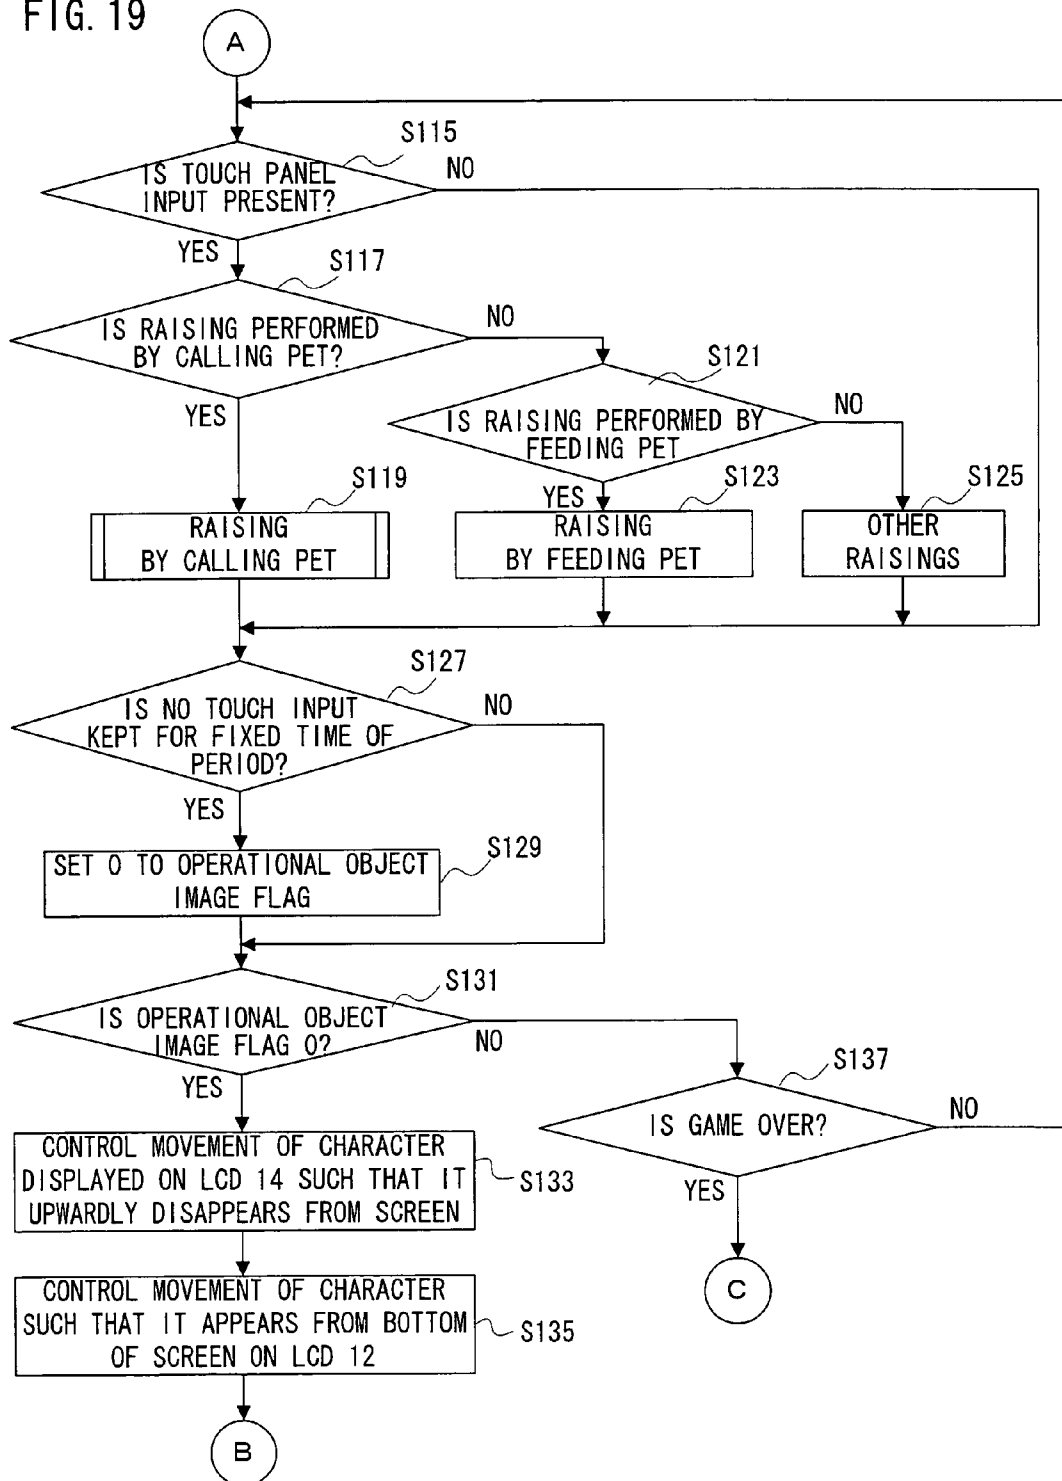 FIG. 19
A
S115
IS TOUCH PANEL
INPUT PRESENT?
NO
YES
S117
IS RAISING PERFORMED
BY CALLING PET?
NO
YES
S121
IS RAISING PERFORMED BY
FEEDING PET
NO
YES
S119
RAISING
BY CALLING PET
S123
RAISING
BY FEEDING PET
S125
OTHER
RAISINGS
S127
IS NO TOUCH INPUT
KEPT FOR FIXED TIME OF
PERIOD?
NO
YES
S129
SET 0 TO OPERATIONAL OBJECT
IMAGE FLAG
S131
IS OPERATIONAL OBJECT
IMAGE FLAG 0?
NO
YES
S137
IS GAME OVER?
NO
YES
CONTROL MOVEMENT OF CHARACTER
DISPLAYED ON LCD 14 SUCH THAT IT
UPWARDLY DISAPPEARS FROM SCREEN
S133
C
CONTROL MOVEMENT OF CHARACTER
SUCH THAT IT APPEARS FROM BOTTOM
OF SCREEN ON LCD 12
S135
B